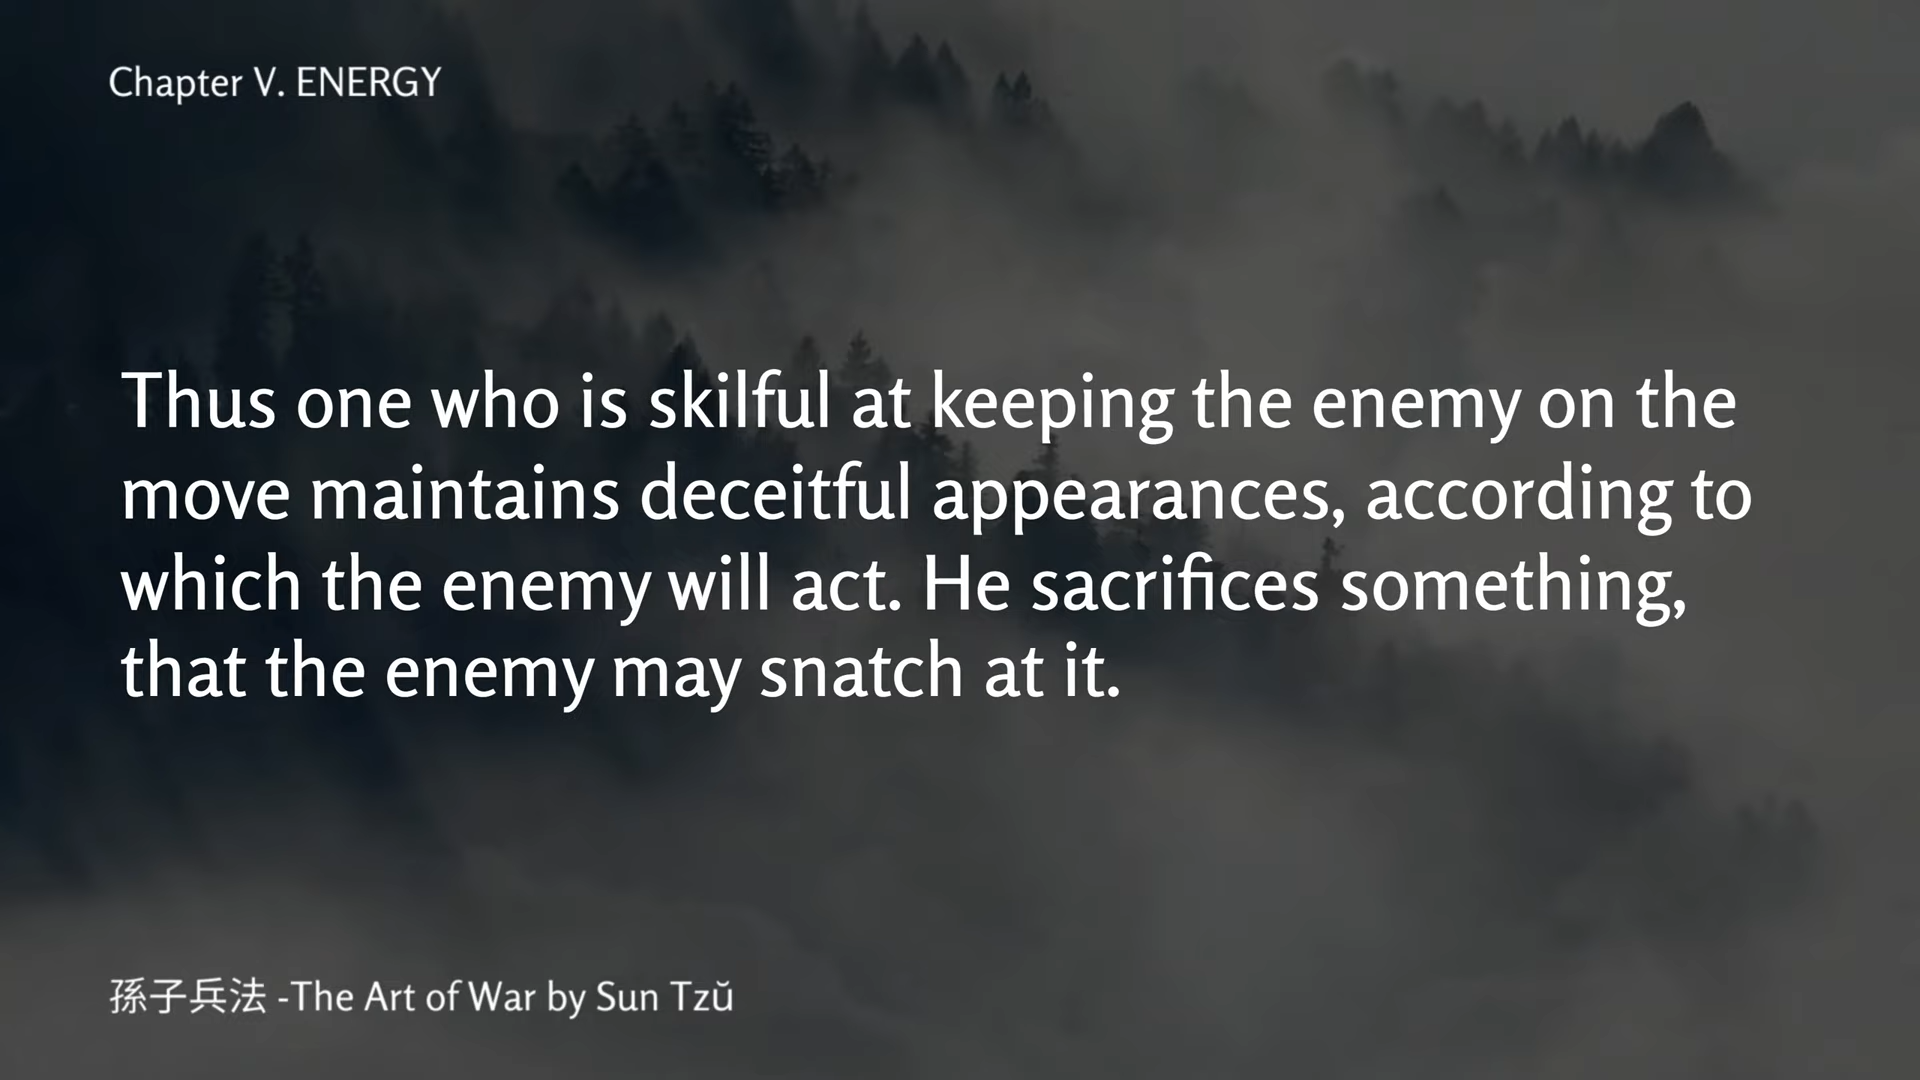 Chapter V. ENERGY
Thus one who is skilful at keeping the enemy on the
move maintains deceitful appearances, according to
which the enemy will act. He sacrifices something,
that the enemy may snatch at it.
孫子兵法 -The Art of War by Sun Tzŭ